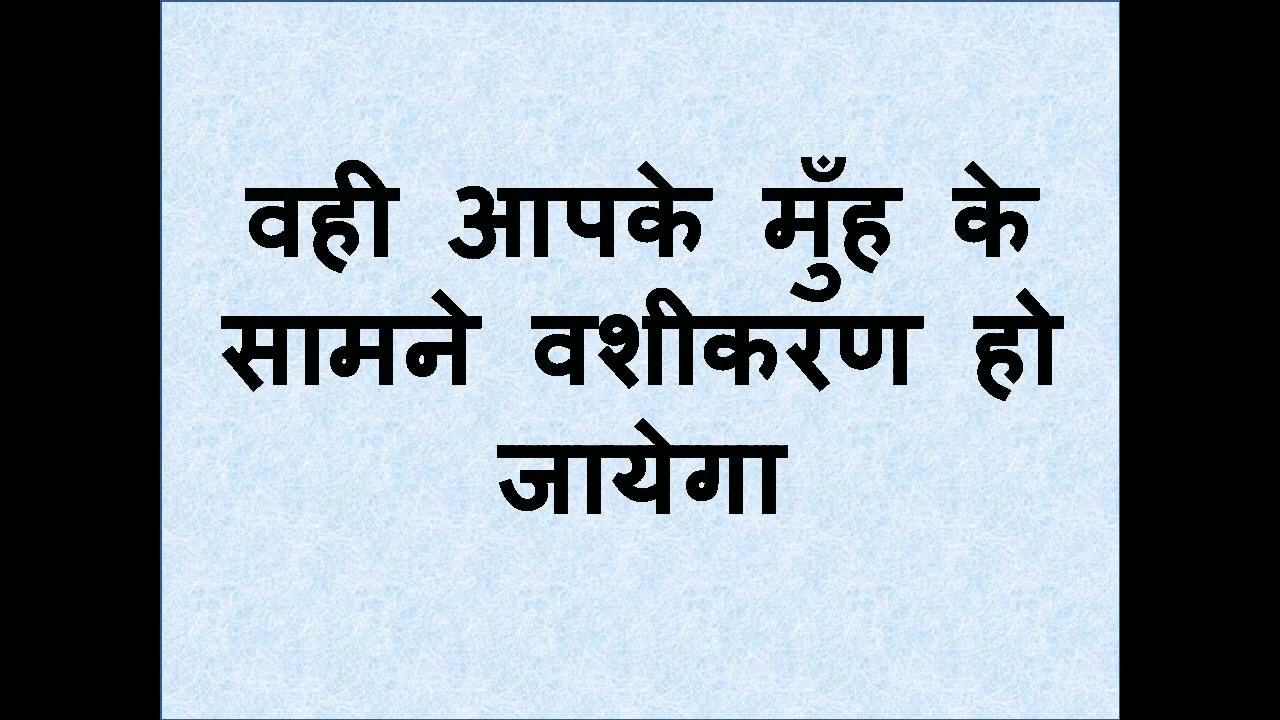 वही आपके मुँह के
सामने वशीकरण हो
जायेगा